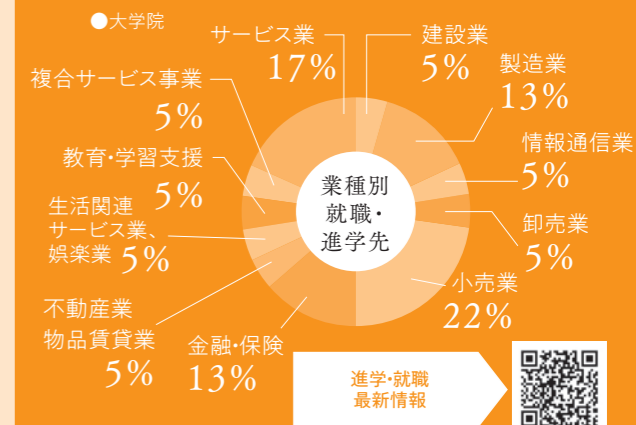 ●大学院
サービス業
17%
建設業
5%
製造業
13%
情報通信業
5%
卸売業
5%
小売業
22%
金融・保険
13%
不動産業
物品賃貸業
5%
生活関連
サービス業、
娯楽業 5%
教育・学習支援
5%
複合サービス事業
5%
業種別
就職・
進学先
進学・就職
最新情報